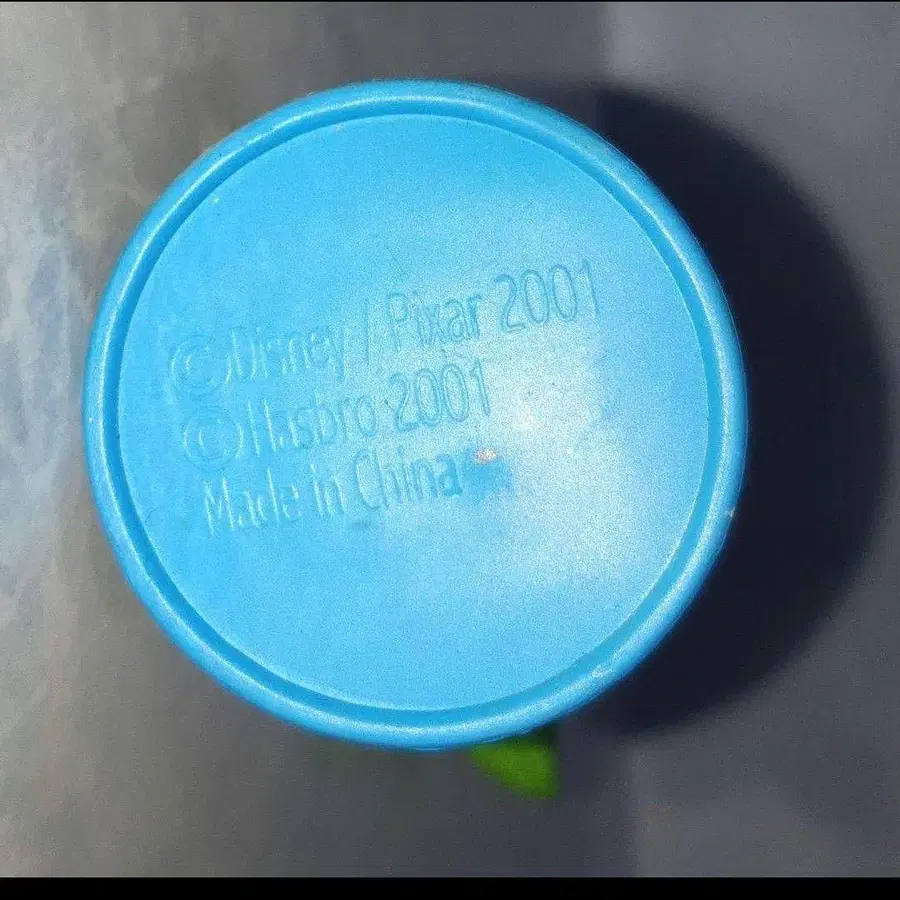 ©Disney / Pixar 2001
©Hasbro 2001
Made in China